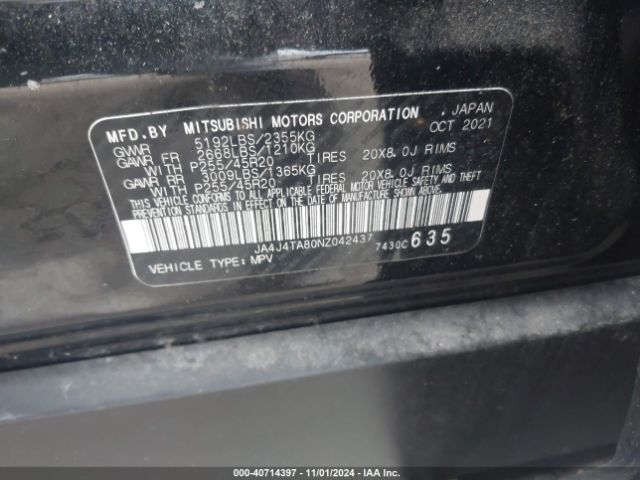 MFD.BY MITSUBISHI MOTORS CORPORATION , JAPAN
GVWR 5192LBS/2355KG OCT 2021
GAWR FR 2668LBS/1210KG
WITH P255/45R20 TIRES 20X8.0J RIMS
GAWR RR 3009LBS/1365KG
WITH P255/45R20 TIRES 20X8.0J RIMS
THIS VEHICLE CONFORMS TO ALL APPLICABLE FEDERAL MOTOR VEHICLE SAFETY AND THEFT
PREVENTION STANDARDS IN EFFECT ON THE DATE OF MANUFACTURE SHOWN ABOVE.
JA4J4TA80NZ042437 7430C 635
VEHICLE TYPE: MPV
000-40714397 - 11/01/2024 - IAAI.COM